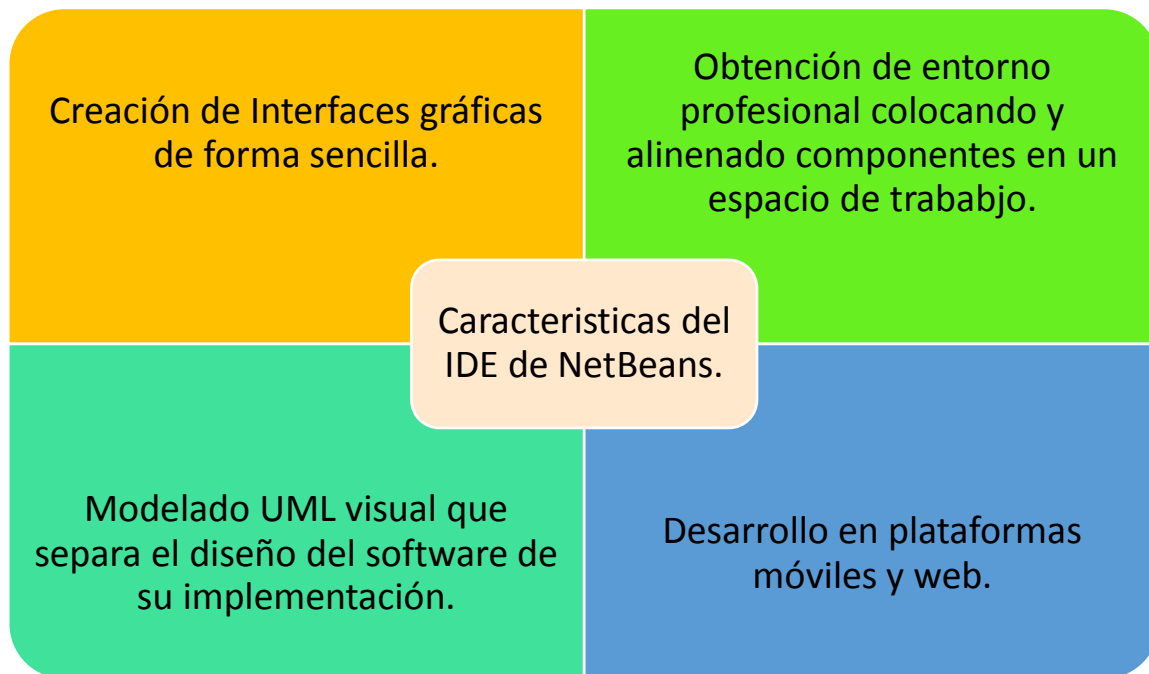 Creación de Interfaces gráficas
de forma sencilla.
Obtención de entorno
profesional colocando y
alinenado componentes en un
espacio de trababjo.
Caracteristicas del
IDE de NetBeans.
Modelado UML visual que
separa el diseño del software de
su implementación.
Desarrollo en plataformas
móviles y web.